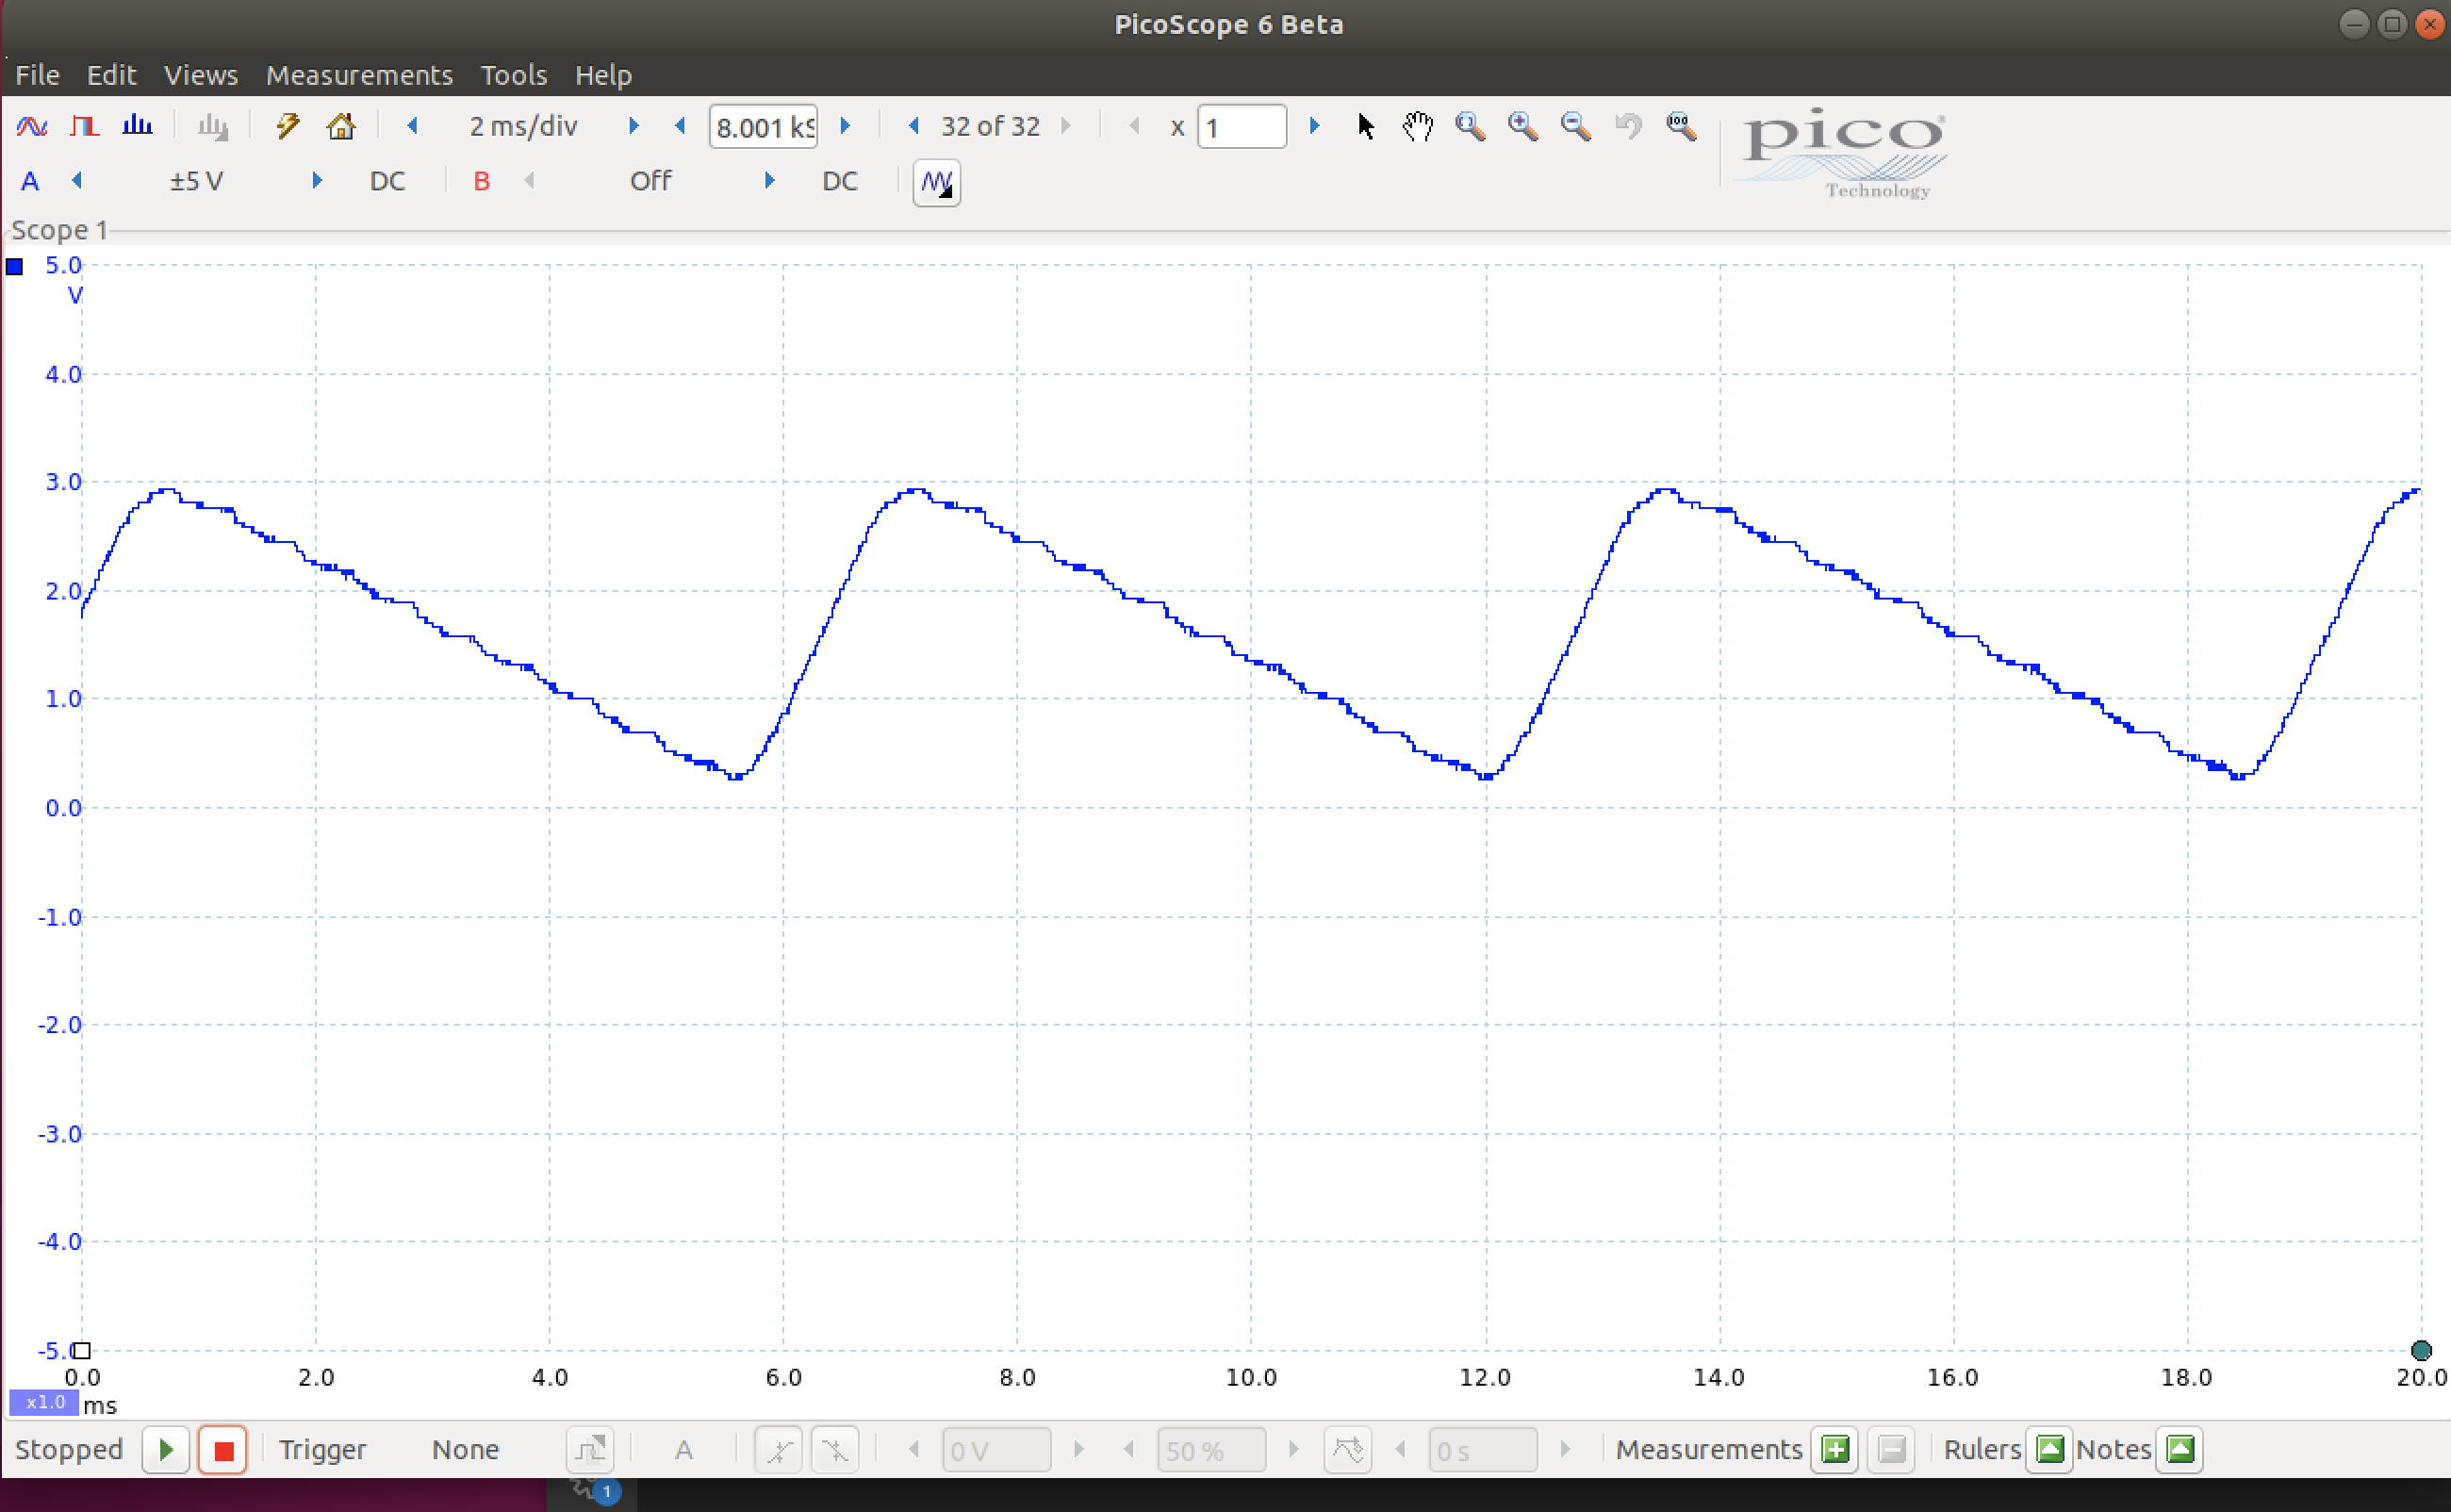 PicoScope 6 Beta
File Edit Views Measurements Tools Help
2 ms/div 8.001 kS 32 of 32 x 1
pico
Technology
A ±5 V DC B Off DC
Scope 1
5.0
V
4.0
3.0
2.0
1.0
0.0
-1.0
-2.0
-3.0
-4.0
-5.0
0.0 2.0 4.0 6.0 8.0 10.0 12.0 14.0 16.0 18.0 20.0
x1.0 ms
Stopped Trigger None A 0 V 50 % 0 s Measurements Rulers Notes
1